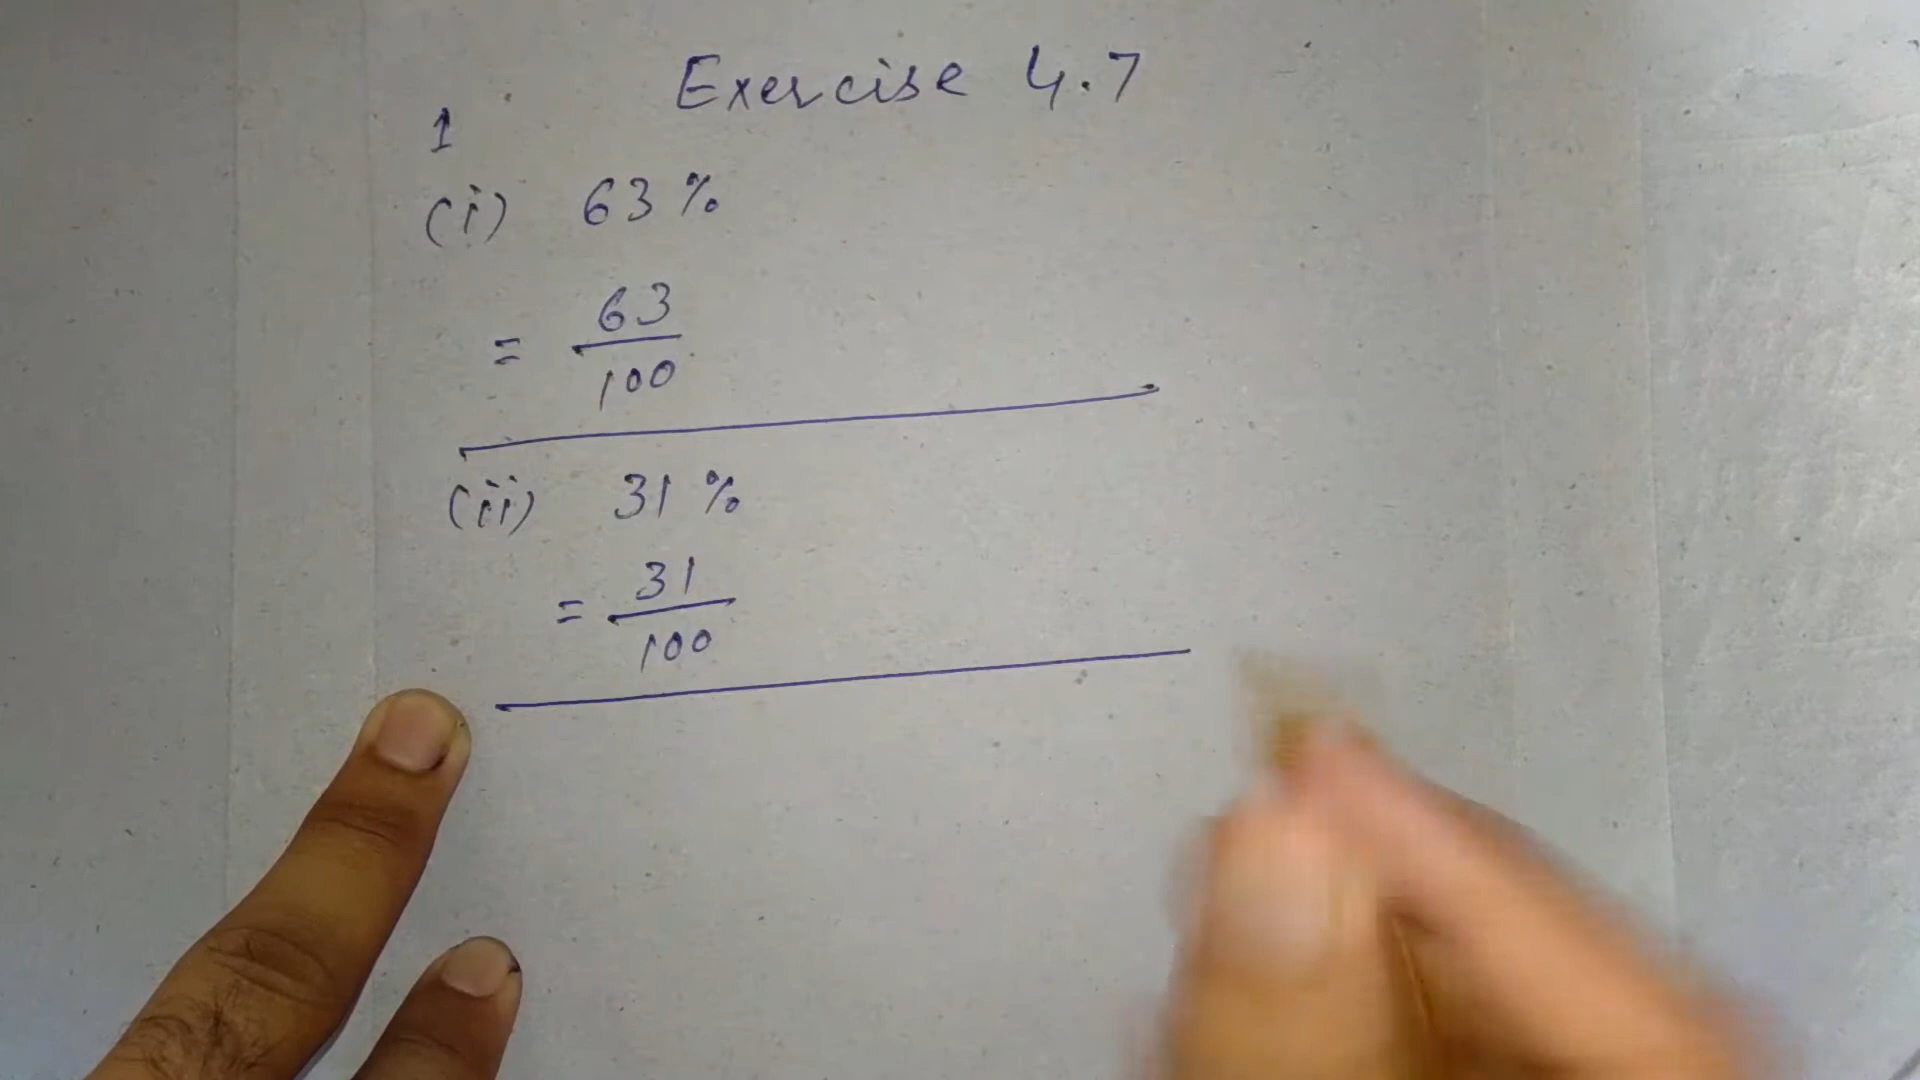 Exercise 4.7
1
(i) 63 %
= 63/100
(ii) 31 %
= 31/100